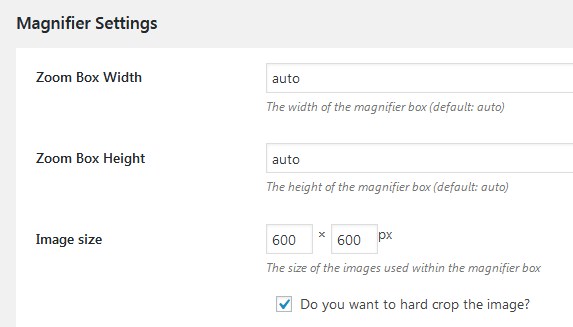 Magnifier Settings
Zoom Box Width
auto
The width of the magnifier box (default: auto)
Zoom Box Height
auto
The height of the magnifier box (default: auto)
Image size
600 × 600 px
The size of the images used within the magnifier box
Do you want to hard crop the image?